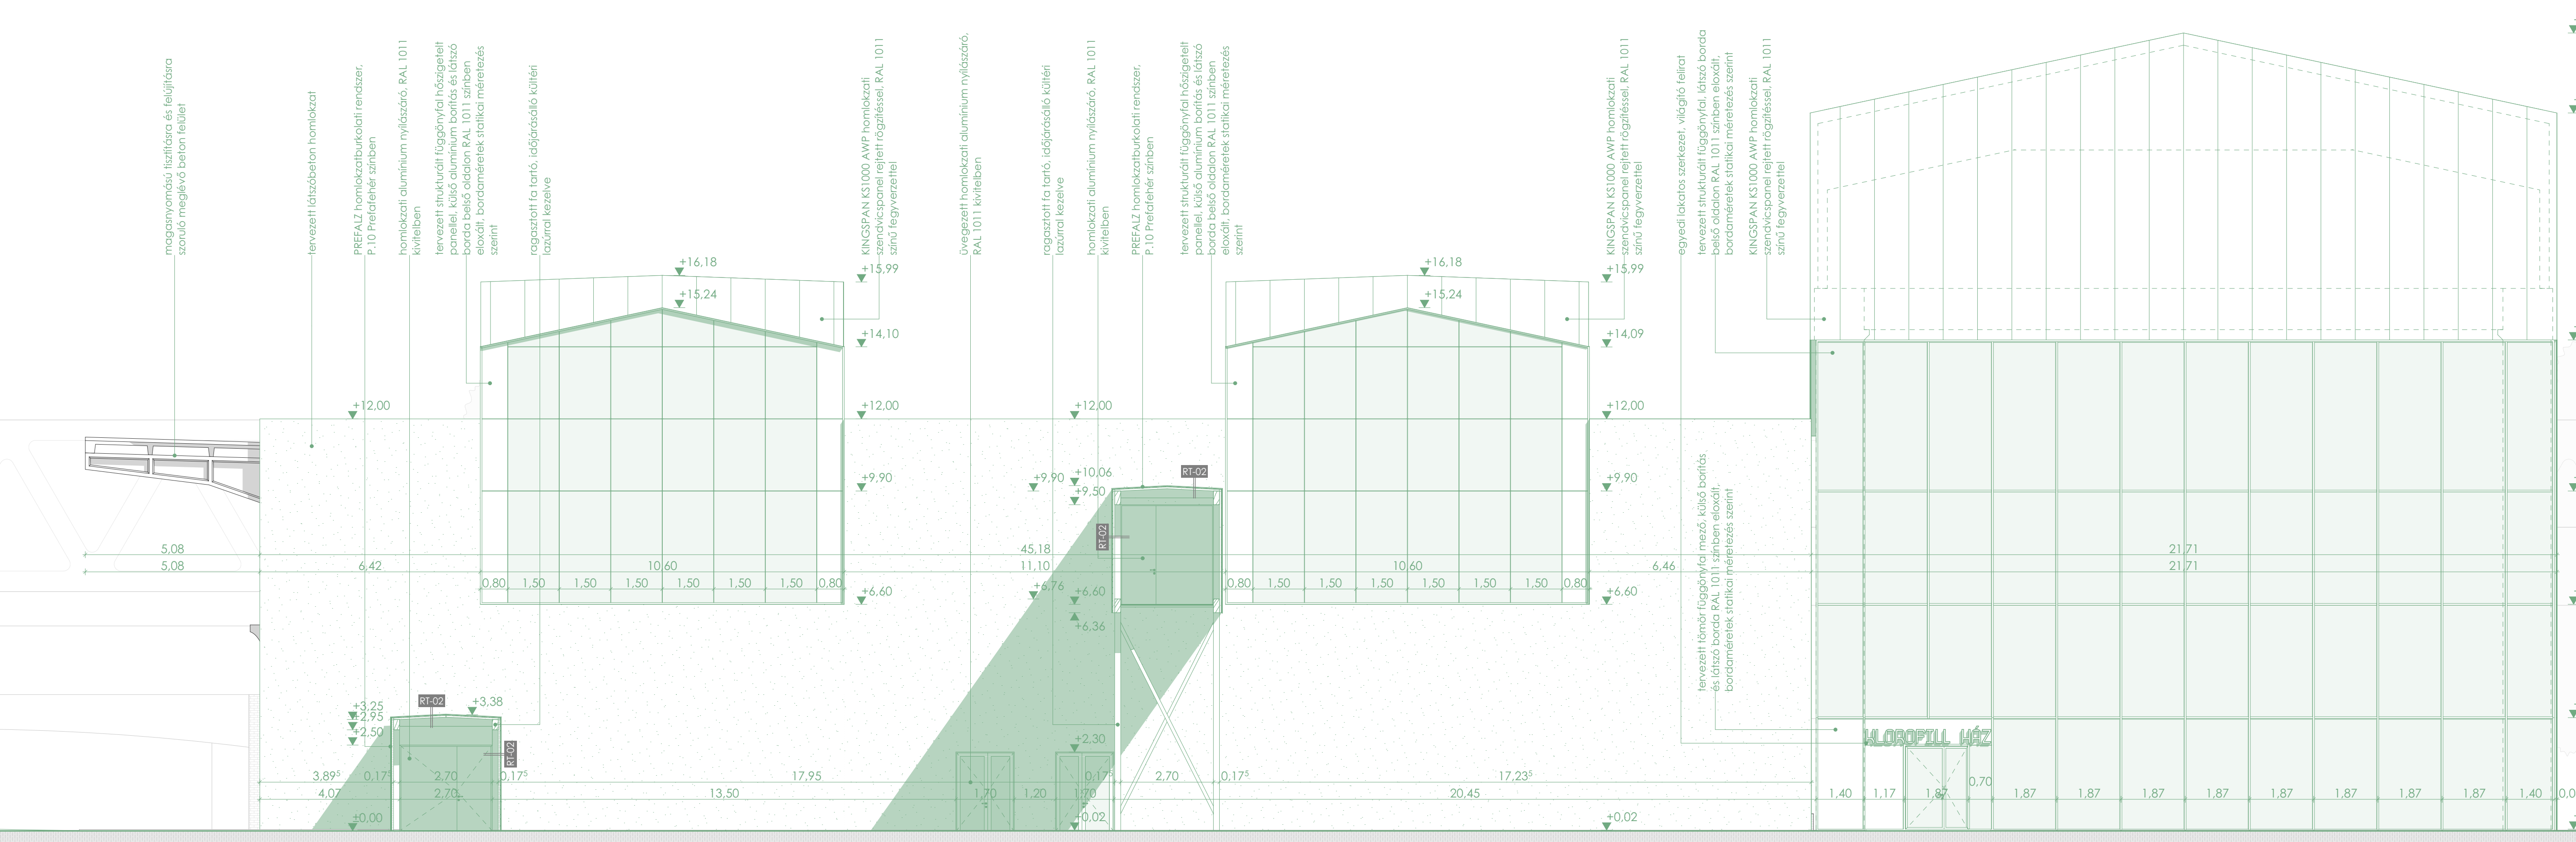 magasnyomású tisztításra és felújításra
szoruló meglévő beton felület
tervezett látszóbeton homlokzat
PREFALZ homlokzatburkolati rendszer,
P.10 Prefafehér színben
homlokzati alumínium nyílászáró, RAL 1011
kivitelben
tervezett strukturált függönyfal hőszigetelt
panellel, külső alumínium borítás és látszó
borda belső oldalon RAL 1011 színben
eloxált, bordaméretek statikai méretezés
szerint
ragasztott fa tartó, időjárásálló kültéri
lazúrral kezelve
KINGSPAN KS1000 AWP homlokzati
szendvicspanel rejtett rögzítéssel, RAL 1011
színű fegyverzettel
üvegezett homlokzati alumínium nyílászáró,
RAL 1011 kivitelben
ragasztott fa tartó, időjárásálló kültéri
lazúrral kezelve
homlokzati alumínium nyílászáró, RAL 1011
kivitelben
PREFALZ homlokzatburkolati rendszer,
P.10 Prefafehér színben
tervezett strukturált függönyfal hőszigetelt
panellel, külső alumínium borítás és látszó
borda belső oldalon RAL 1011 színben
eloxált, bordaméretek statikai méretezés
szerint
KINGSPAN KS1000 AWP homlokzati
szendvicspanel rejtett rögzítéssel, RAL 1011
színű fegyverzettel
egyedi lakatos szerkezet, világító felirat
tervezett strukturált függönyfal, látszó borda
belső oldalon RAL 1011 színben eloxált,
bordaméretek statikai méretezés szerint
KINGSPAN KS1000 AWP homlokzati
szendvicspanel rejtett rögzítéssel, RAL 1011
színű fegyverzettel
+16,18
+15,99
+15,24
+14,10
+16,18
+15,99
+15,24
+14,09
+12,00
+12,00
+12,00
+12,00
+9,90
+9,90
+10,06
+9,50
RT-02
RT-02
+9,90
tervezett tömör függönyfal mező, külső borítás
és látszó borda RAL 1011 színben eloxált,
bordaméretek statikai méretezés szerint
5,08
45,18
21,71
5,08
6,42
10,60
11,10
10,60
6,46
21,71
0,80
1,50
1,50
1,50
1,50
1,50
1,50
0,80
0,80
1,50
1,50
1,50
1,50
1,50
1,50
0,80
+6,60
+6,76
+6,60
+6,36
+6,60
RT-02
+3,38
+3,25
+2,95
+2,50
RT-02
+2,30
KLOROFILL HÁZ
3,89⁵
0,17⁵
2,70
0,17⁵
17,95
0,17⁵
2,70
0,17⁵
17,23⁵
0,70
4,07
2,70
13,50
1,70
1,20
1,70
20,45
1,40
1,17
1,87
1,87
1,87
1,87
1,87
1,87
1,87
1,87
1,87
1,40
±0,00
+0,02
+0,02